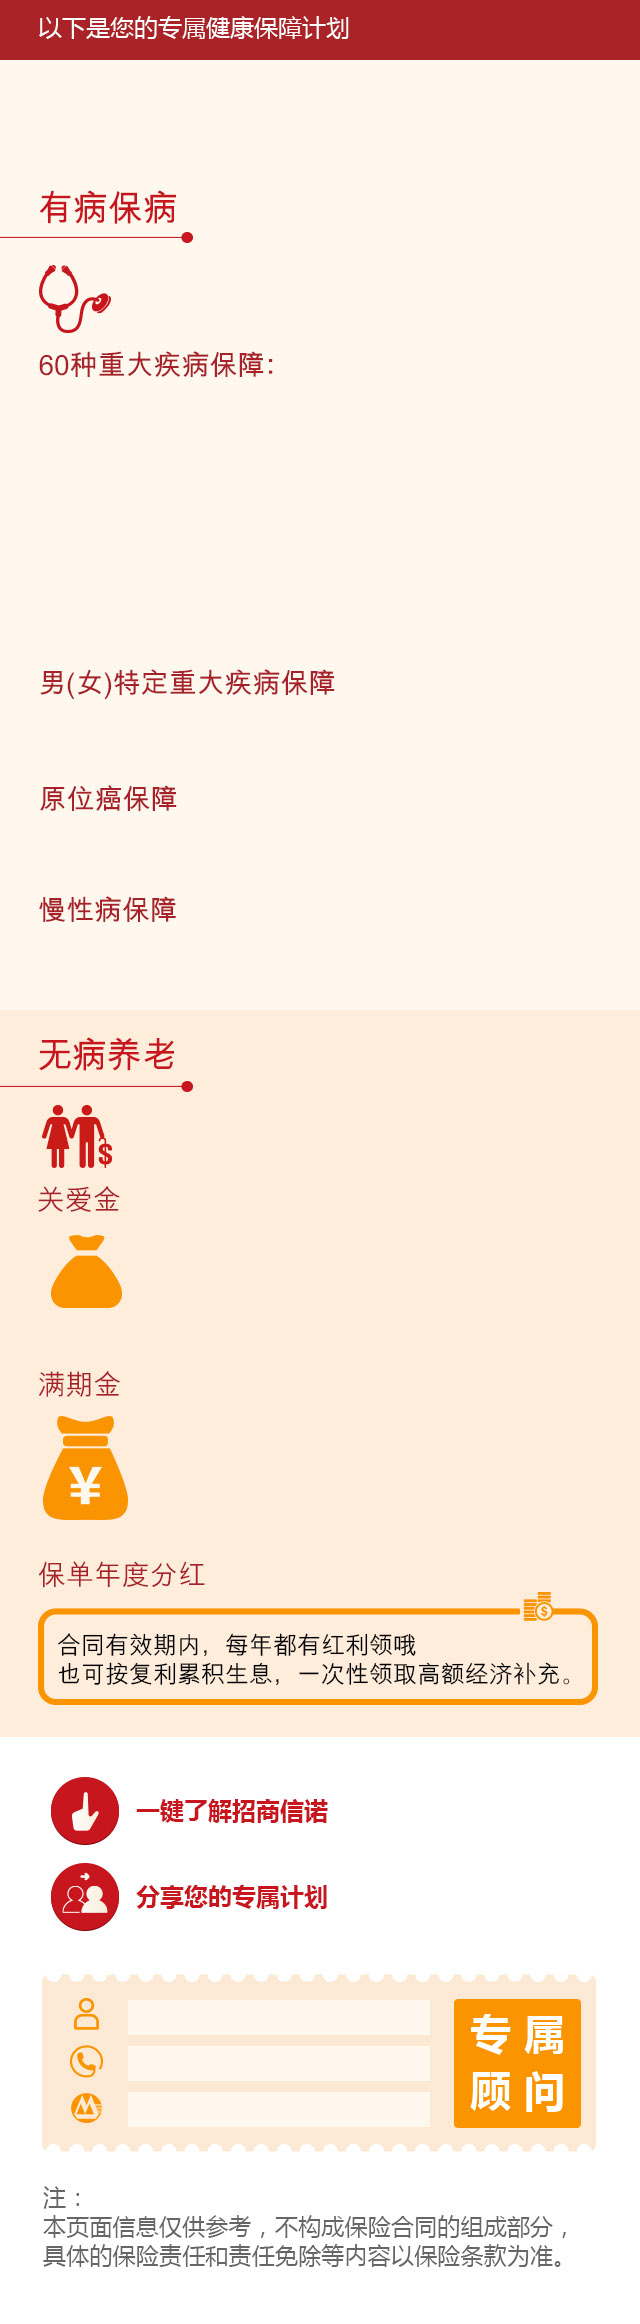 以下是您的专属健康保障计划
有病保病
60种重大疾病保障：
男(女)特定重大疾病保障
原位癌保障
慢性病保障
无病养老
$
关爱金
满期金
¥
保单年度分红
$
合同有效期内，每年都有红利领哦
也可按复利累积生息，一次性领取高额经济补充。
一键了解招商信诺
分享您的专属计划
专属
顾问
注：
本页面信息仅供参考，不构成保险合同的组成部分，
具体的保险责任和责任免除等内容以保险条款为准。